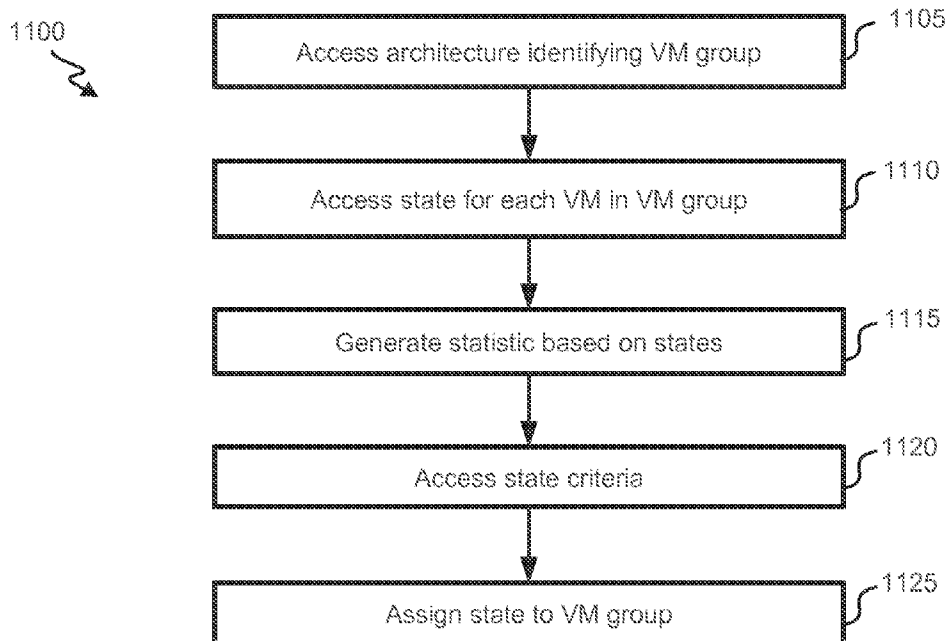 1100
1105
Access architecture identifying VM group
1110
Access state for each VM in VM group
1115
Generate statistic based on states
1120
Access state criteria
1125
Assign state to VM group